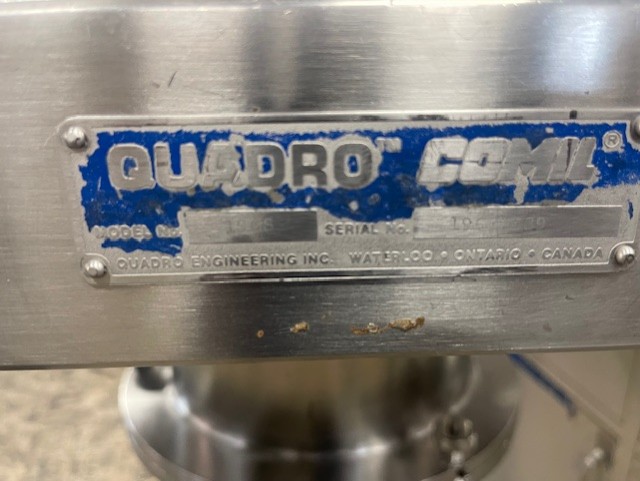 QUADRO™ COMIL®
MODEL No. SERIAL No.
QUADRO ENGINEERING INC. WATERLOO • ONTARIO • CANADA